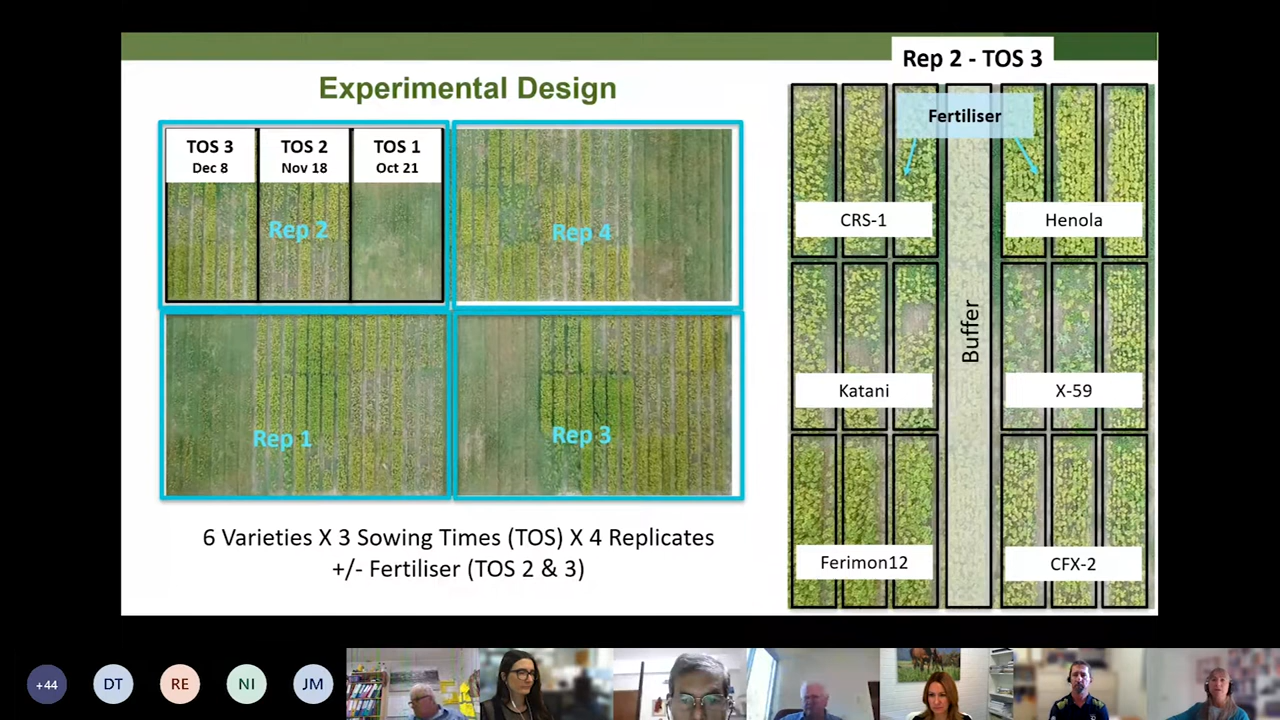 Experimental Design
TOS 3
Dec 8
TOS 2
Nov 18
TOS 1
Oct 21
Rep 2
Rep 4
Rep 1
Rep 3
6 Varieties X 3 Sowing Times (TOS) X 4 Replicates
+/- Fertiliser (TOS 2 & 3)
Rep 2 - TOS 3
Fertiliser
CRS-1
Henola
Buffer
Katani
X-59
Ferimon12
CFX-2
+44
DT
RE
NI
JM